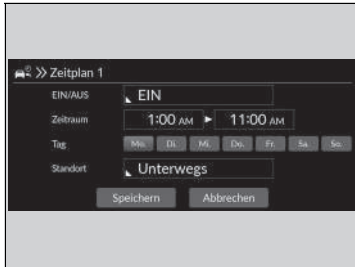 Zeitplan 1
EIN/AUS EIN
Zeitraum 1:00 AM 11:00 AM
Tag Mo. Di. Mi. Do. Fr. Sa. So.
Standort Unterwegs
Speichern Abbrechen